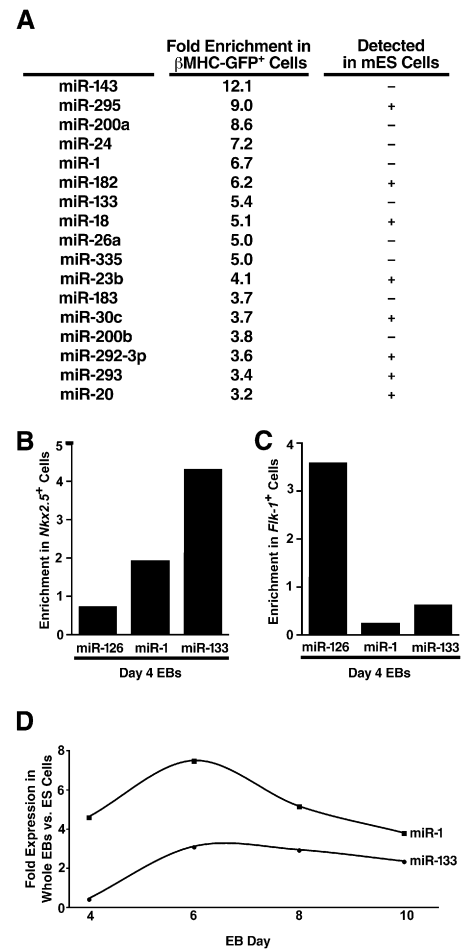 A
Fold Enrichment in βMHC-GFP+ Cells
Detected in mES Cells
miR-143 12.1 –
miR-295 9.0 +
miR-200a 8.6 –
miR-24 7.2 –
miR-1 6.7 –
miR-182 6.2 +
miR-133 5.4 –
miR-18 5.1 +
miR-26a 5.0 –
miR-335 5.0 –
miR-23b 4.1 +
miR-183 3.7 –
miR-30c 3.7 +
miR-200b 3.8 –
miR-292-3p 3.6 +
miR-293 3.4 +
miR-20 3.2 +
B
Enrichment in Nkx2.5+ Cells
5
4
3
2
1
0
miR-126 miR-1 miR-133
Day 4 EBs
C
Enrichment in Flk-1+ Cells
4
3
2
1
0
miR-126 miR-1 miR-133
Day 4 EBs
D
Fold Expression in
Whole EBs vs. ES Cells
8
6
4
2
0
miR-1
miR-133
4 6 8 10
EB Day